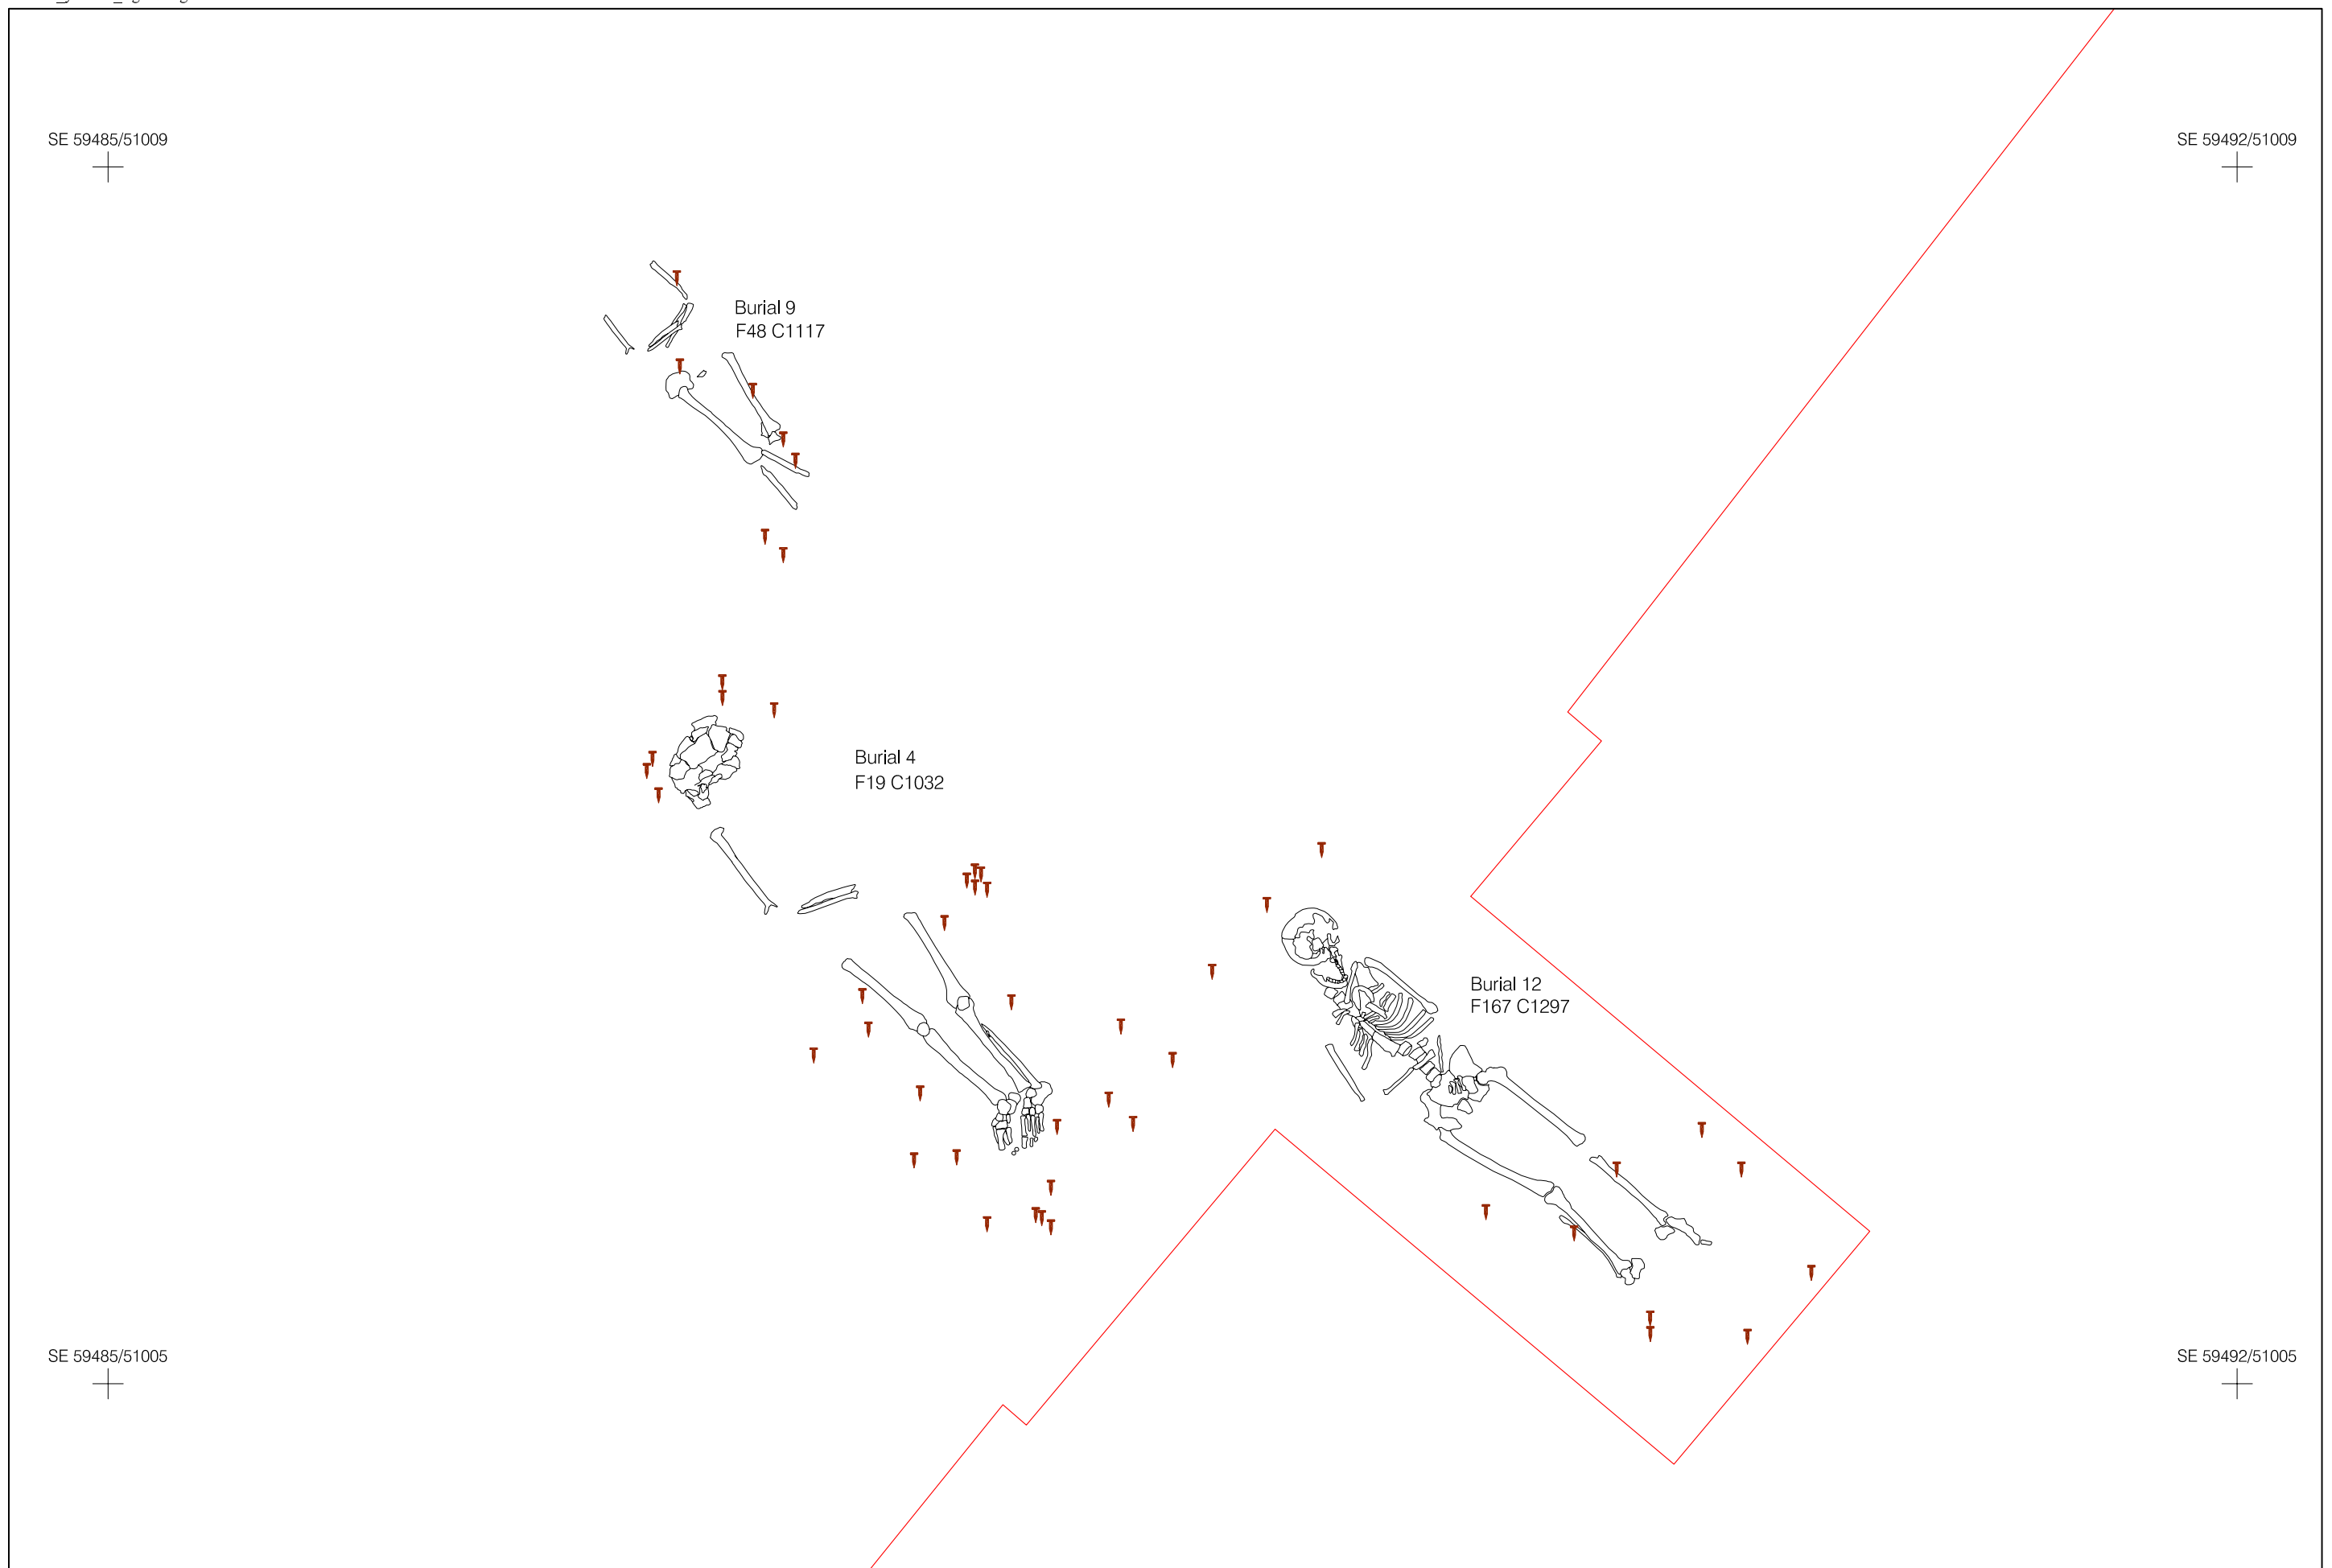 SE 59485/51009
SE 59492/51009
Burial 9
F48 C1117
Burial 4
F19 C1032
Burial 12
F167 C1297
SE 59485/51005
SE 59492/51005